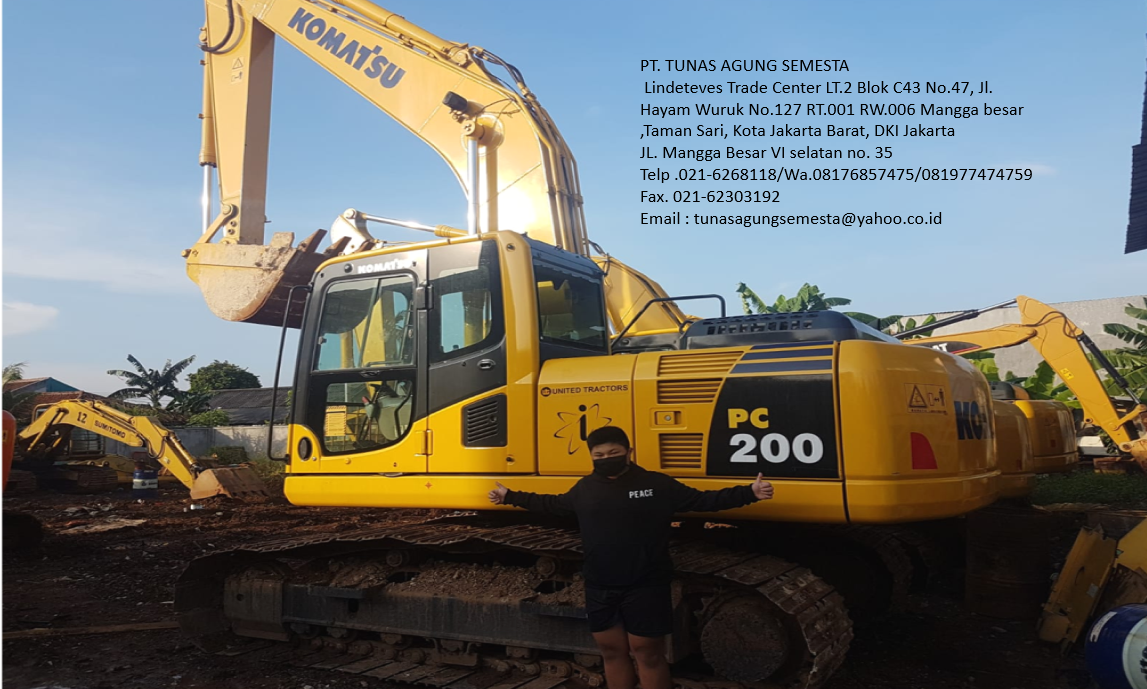 KOMATSU
PT. TUNAS AGUNG SEMESTA
Lindeteves Trade Center LT.2 Blok C43 No.47, Jl.
Hayam Wuruk No.127 RT.001 RW.006 Mangga besar
,Taman Sari, Kota Jakarta Barat, DKI Jakarta
JL. Mangga Besar VI selatan no. 35
Telp .021-6268118/Wa.08176857475/081977474759
Fax. 021-62303192
Email : tunasagungsemesta@yahoo.co.id
KOMATSU
UNITED TRACTORS
i
PC
200
KO
PEACE
12
SUMITOMO